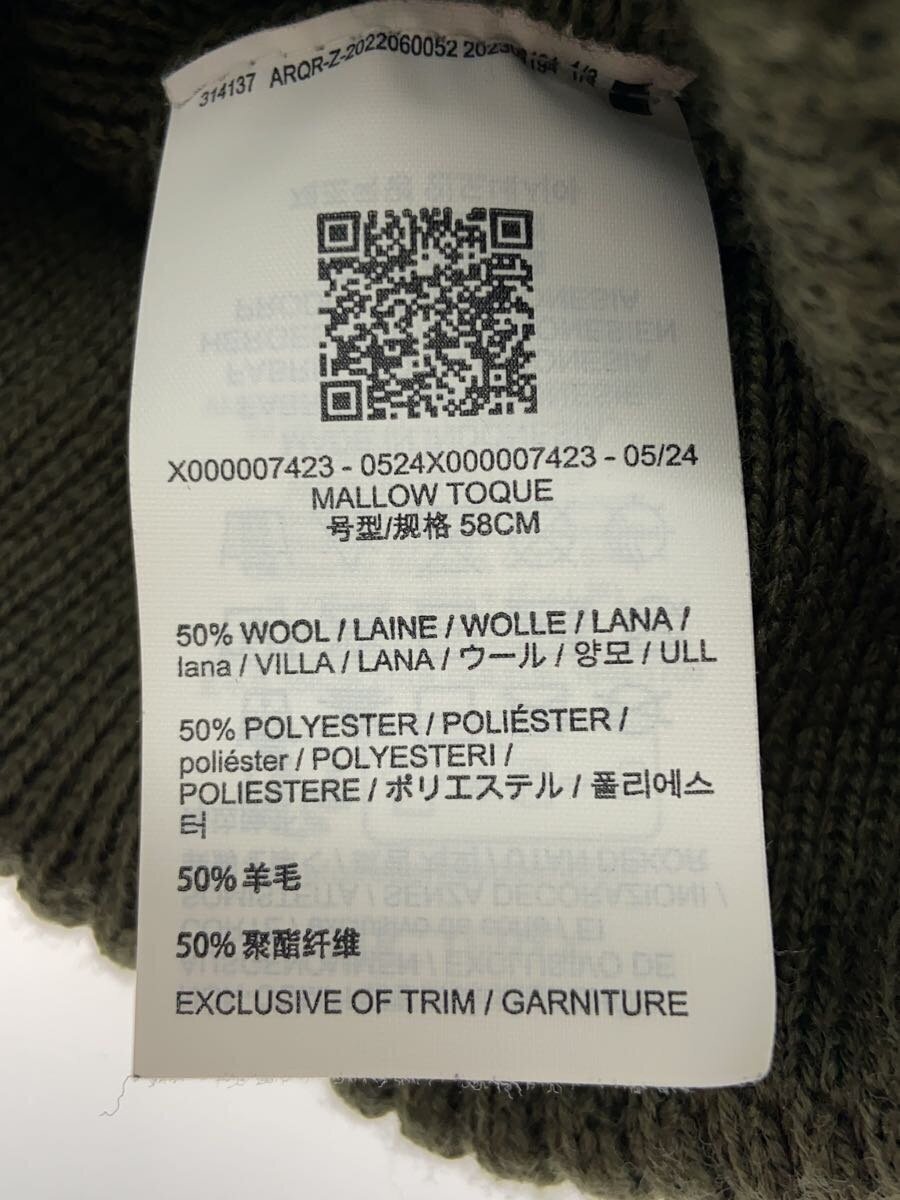 314137 ARQR-Z-2022060052
X000007423 - 0524X000007423 - 05/24
MALLOW TOQUE
号型/规格 58CM
50% WOOL / LAINE / WOLLE / LANA /
lana / VILLA / LANA / ウール / 양모 / ULL
50% POLYESTER / POLIÉSTER /
poliéster / POLYESTERI /
POLIESTERE / ポリエステル / 폴리에스
터
50% 羊毛
50% 聚酯纤维
EXCLUSIVE OF TRIM / GARNITURE